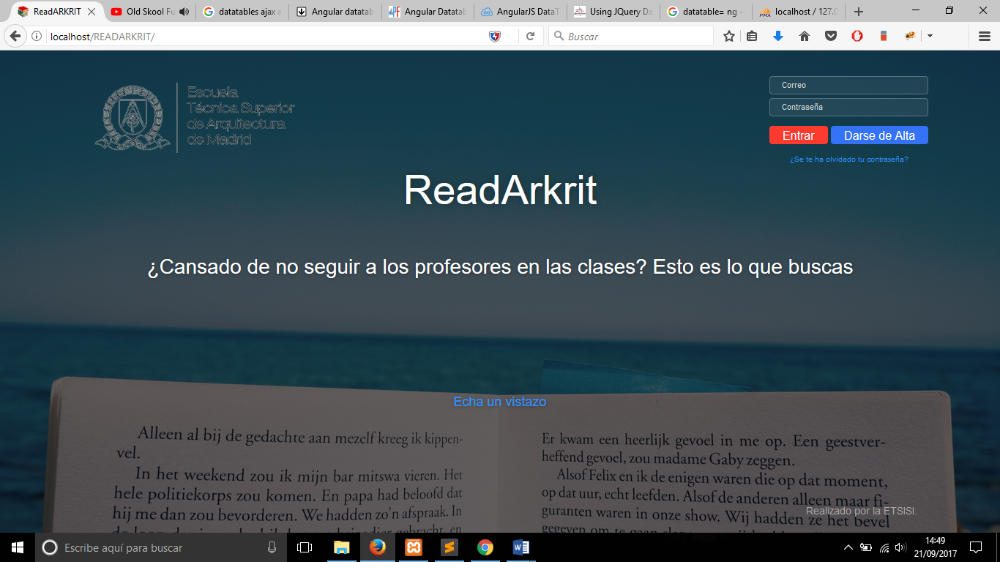 ReadARKRIT
Old Skool Fu
datatables ajax a
Angular datatab
Angular Datatab
AngularJS DataT
Using JQuery Da
datatable= ng -
localhost / 127.0
localhost/READARKRIT/
Buscar
Escuela
Técnica Superior
de Arquitectura
de Madrid
Correo
Contraseña
Entrar
Darse de Alta
¿Se te ha olvidado tu contraseña?
ReadArkrit
¿Cansado de no seguir a los profesores en las clases? Esto es lo que buscas
Echa un vistazo
Alleen al bij de gedachte aan mezelf kreeg ik kippen-
vel.
In het weekend zou ik mijn bar mitswa vieren. Het
hele politiekorps zou komen. En papa had beloofd dat
hij me dan zou bevorderen. We hadden zo'n afspraak. In
Er kwam een heerlijk gevoel in me op. Een geestver-
heffend gevoel, zou madame Gaby zeggen.
Alsof Felix en ik de enigen waren die op dat moment,
op dat uur, echt leefden. Alsof de anderen alleen maar fi-
guranten waren in onze show. Wij hadden ze het bevel
gegeven om te gaan
Realizado por la ETSISI.
Escribe aquí para buscar
14:49
21/09/2017